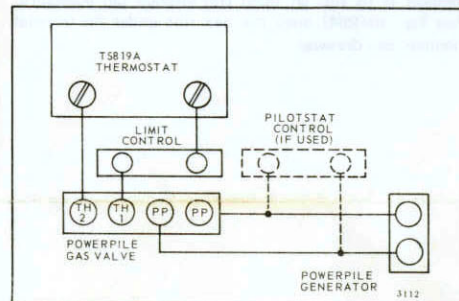 TS819A
THERMOSTAT
LIMIT
CONTROL
PILOTSTAT
CONTROL
(IF USED)
TH
2
TH
1
PP
PP
POWERPILE
GAS VALVE
POWERPILE
GENERATOR
3112